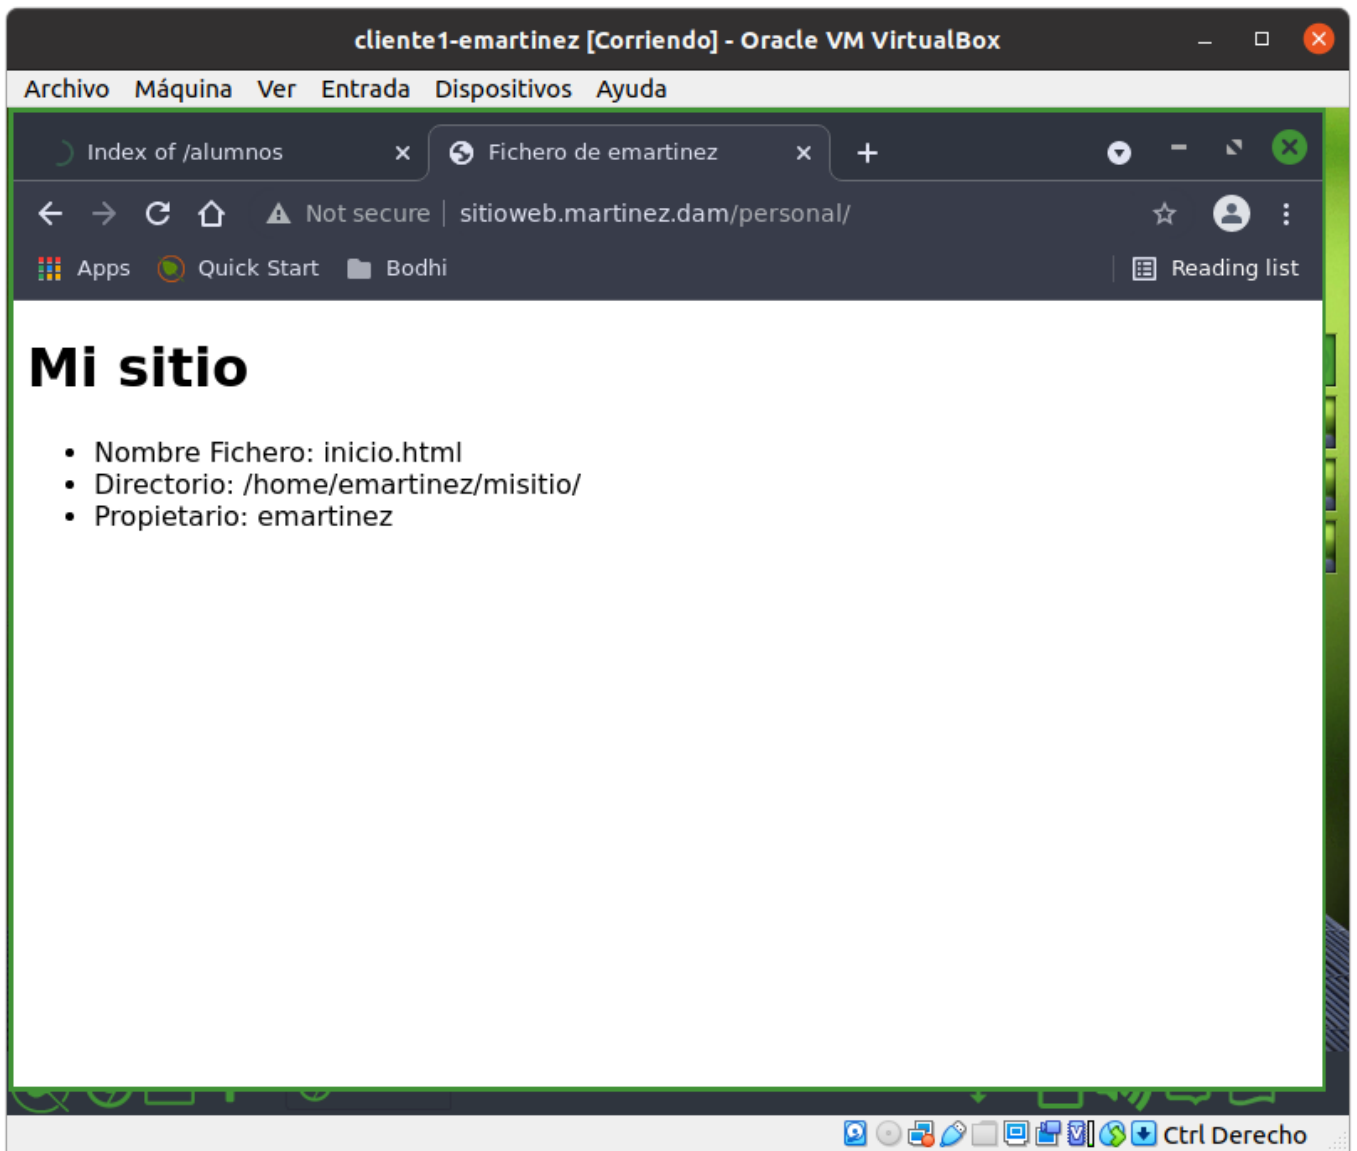 cliente1-emartinez [Corriendo] - Oracle VM VirtualBox
Archivo Máquina Ver Entrada Dispositivos Ayuda
Index of /alumnos Fichero de emartinez
Not secure sitioweb.martinez.dam/personal/
Apps Quick Start Bodhi Reading list
Mi sitio
• Nombre Fichero: inicio.html
• Directorio: /home/emartinez/misitio/
• Propietario: emartinez
Ctrl Derecho